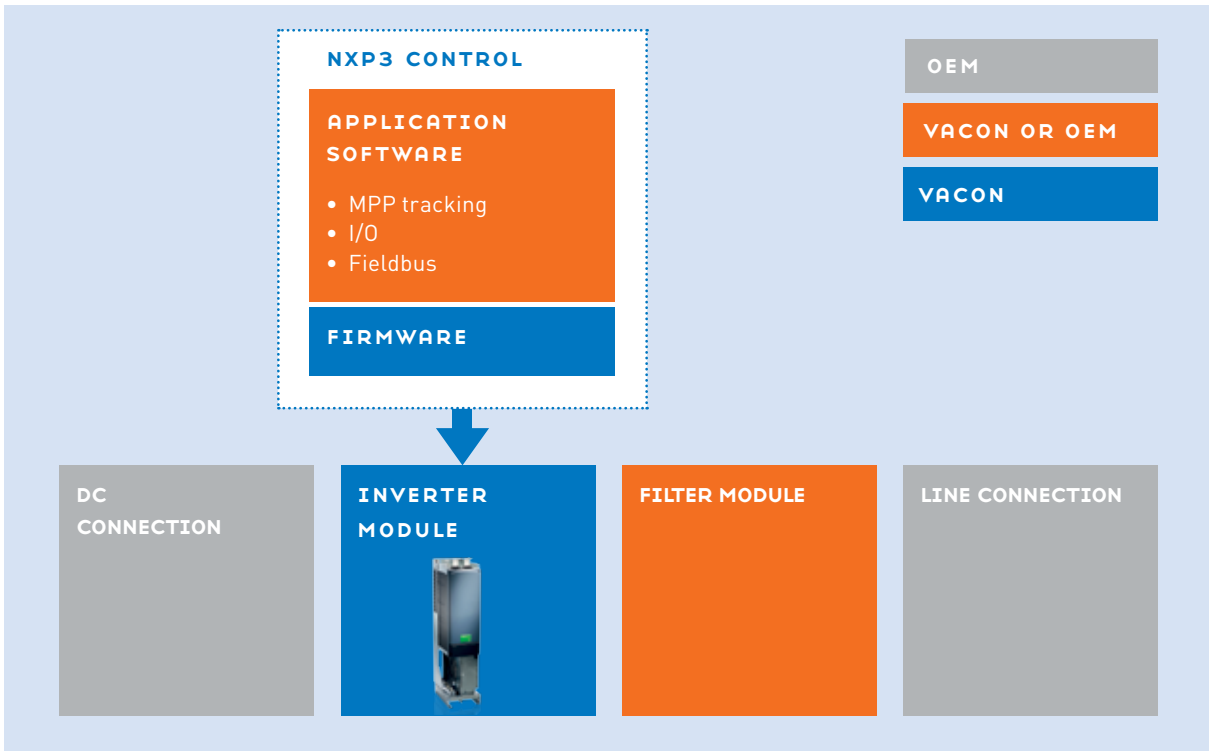 NXP3 CONTROL
APPLICATION
SOFTWARE
• MPP tracking
• I/O
• Fieldbus
FIRMWARE
OEM
VACON OR OEM
VACON
DC
CONNECTION
INVERTER
MODULE
FILTER MODULE
LINE CONNECTION